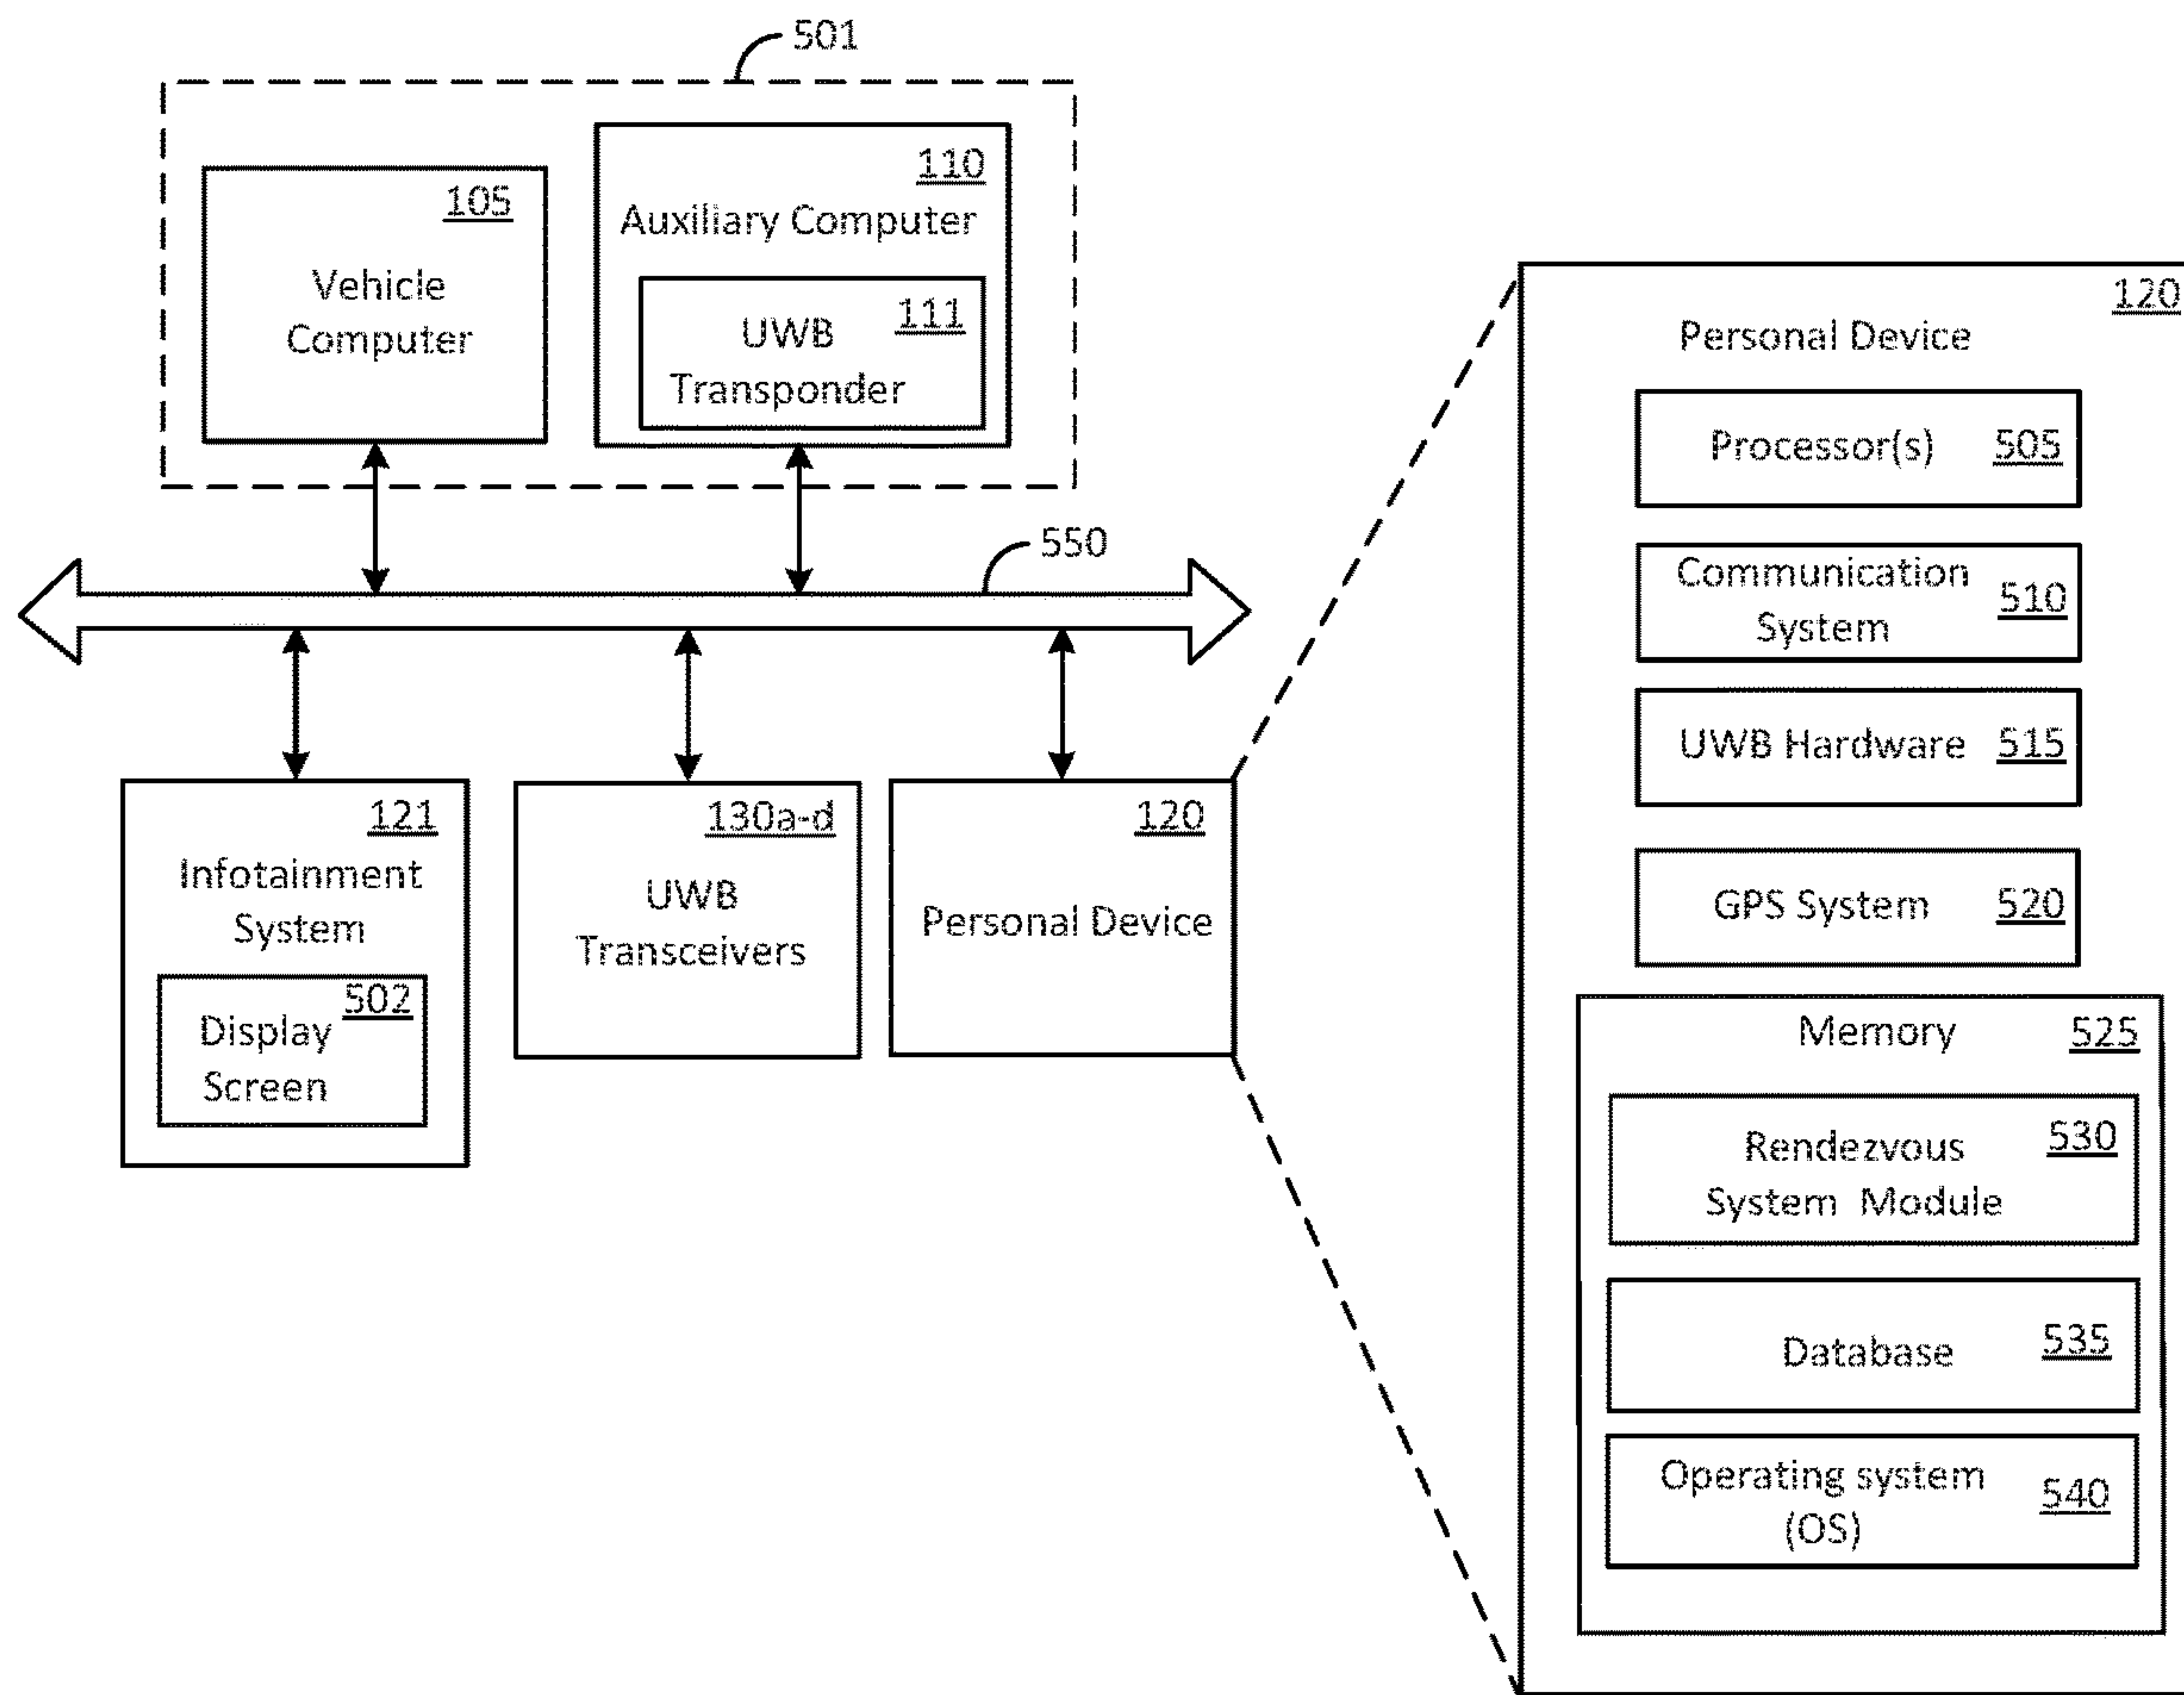 501
105
Vehicle
Computer
110
Auxiliary Computer
111
UWB
Transponder
550
121
Infotainment
System
502
Display
Screen
130a-d
UWB
Transceivers
120
Personal Device
120
Personal Device
Processor(s) 505
Communication
System 510
UWB Hardware 515
GPS System 520
Memory 525
Rendezvous 530
System Module
Database 535
Operating system
(OS) 540